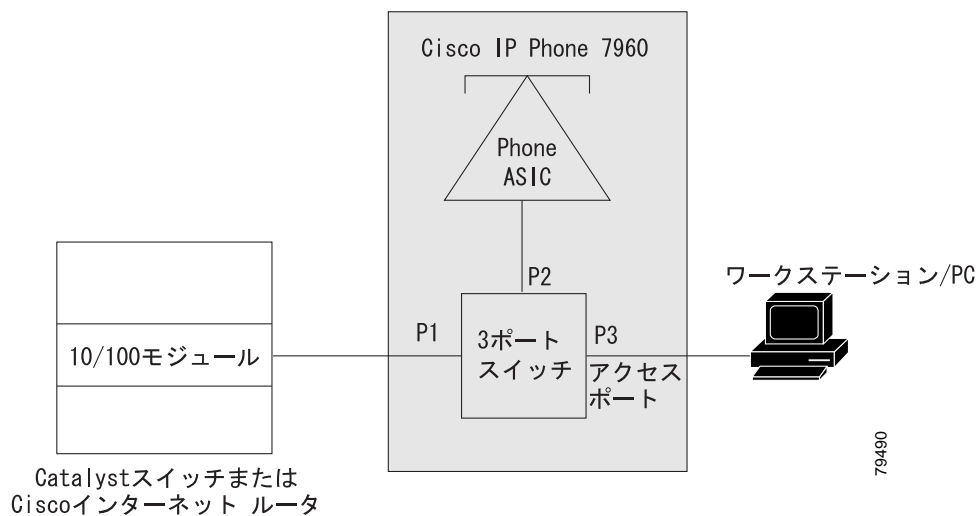 Cisco IP Phone 7960
Phone
ASIC
P2
ワークステーション/PC
P1
3ポート
スイッチ
P3
アクセス
ポート
10/100モジュール
Catalystスイッチまたは
Ciscoインターネット ルータ
79490